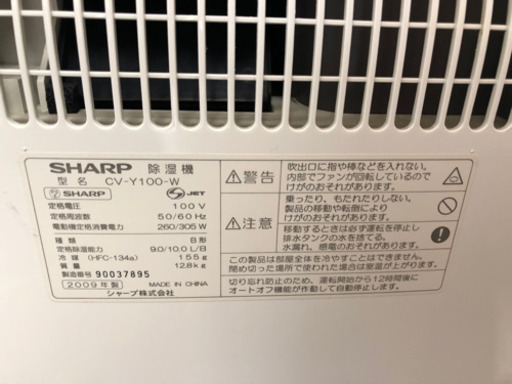 SHARP 除湿機
型 名 CV-Y100-W
SHARP JET
定格電圧 100 V
定格周波数 50/60 Hz
電動機定格消費電力 260/305 W
種 類 B形
定格除湿能力 9.0/10.0 L/日
冷 媒 (HFC-134a) 155 g
質 量 12.8 kg
製造番号 90037895
2009年製 MADE IN CHINA
シャープ株式会社
⚠警告
吹出口に指や棒などを入れない。
内部でファンが回転しているので
けがのおそれがあります。
⚠注意
乗ったり、もたれたりしない。
製品の移動や転倒により
けがのおそれがあります。
移動するときは必ず運転を停止し
排水タンクの水を捨てる。
水漏れ、感電のおそれがあります。
この製品は部屋全体を冷やすことはできません。
閉め切った場所で使われた場合は室温が上がります。
切り忘れ防止のため、運転開始から12時間後に
オートオフ機能が作動して自動停止します。